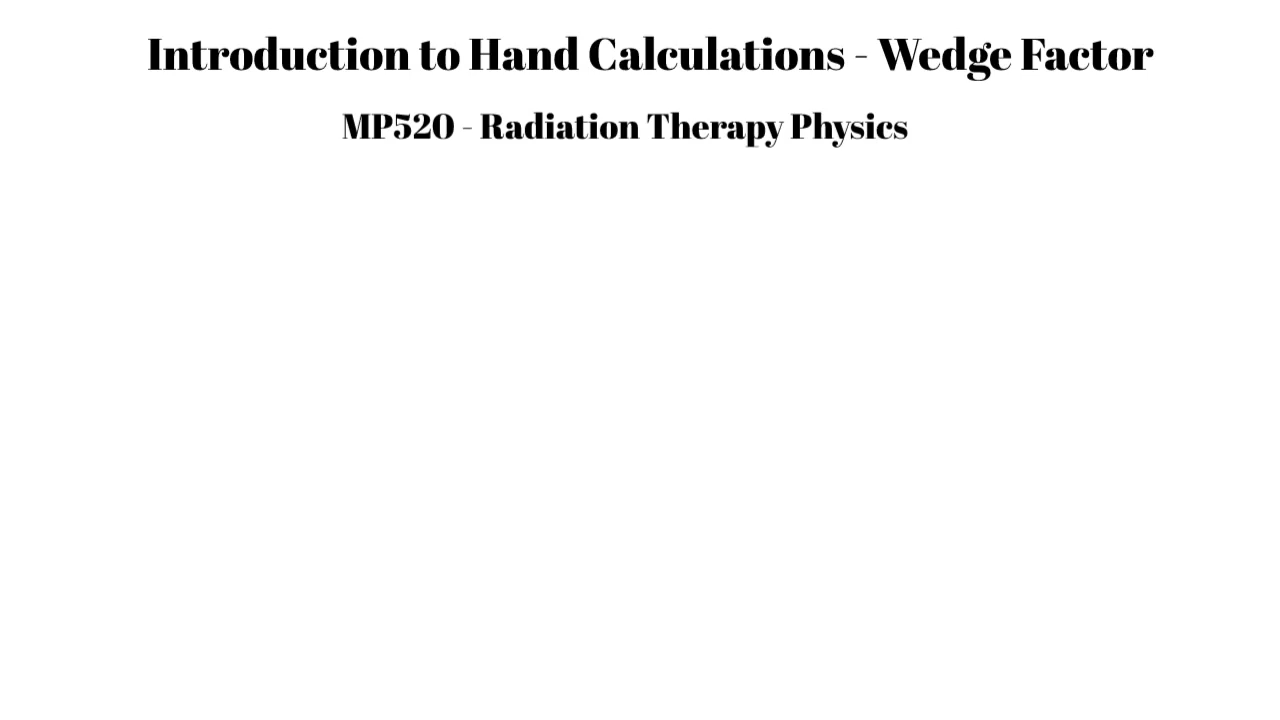 Introduction to Hand Calculations - Wedge Factor
MP520 - Radiation Therapy Physics